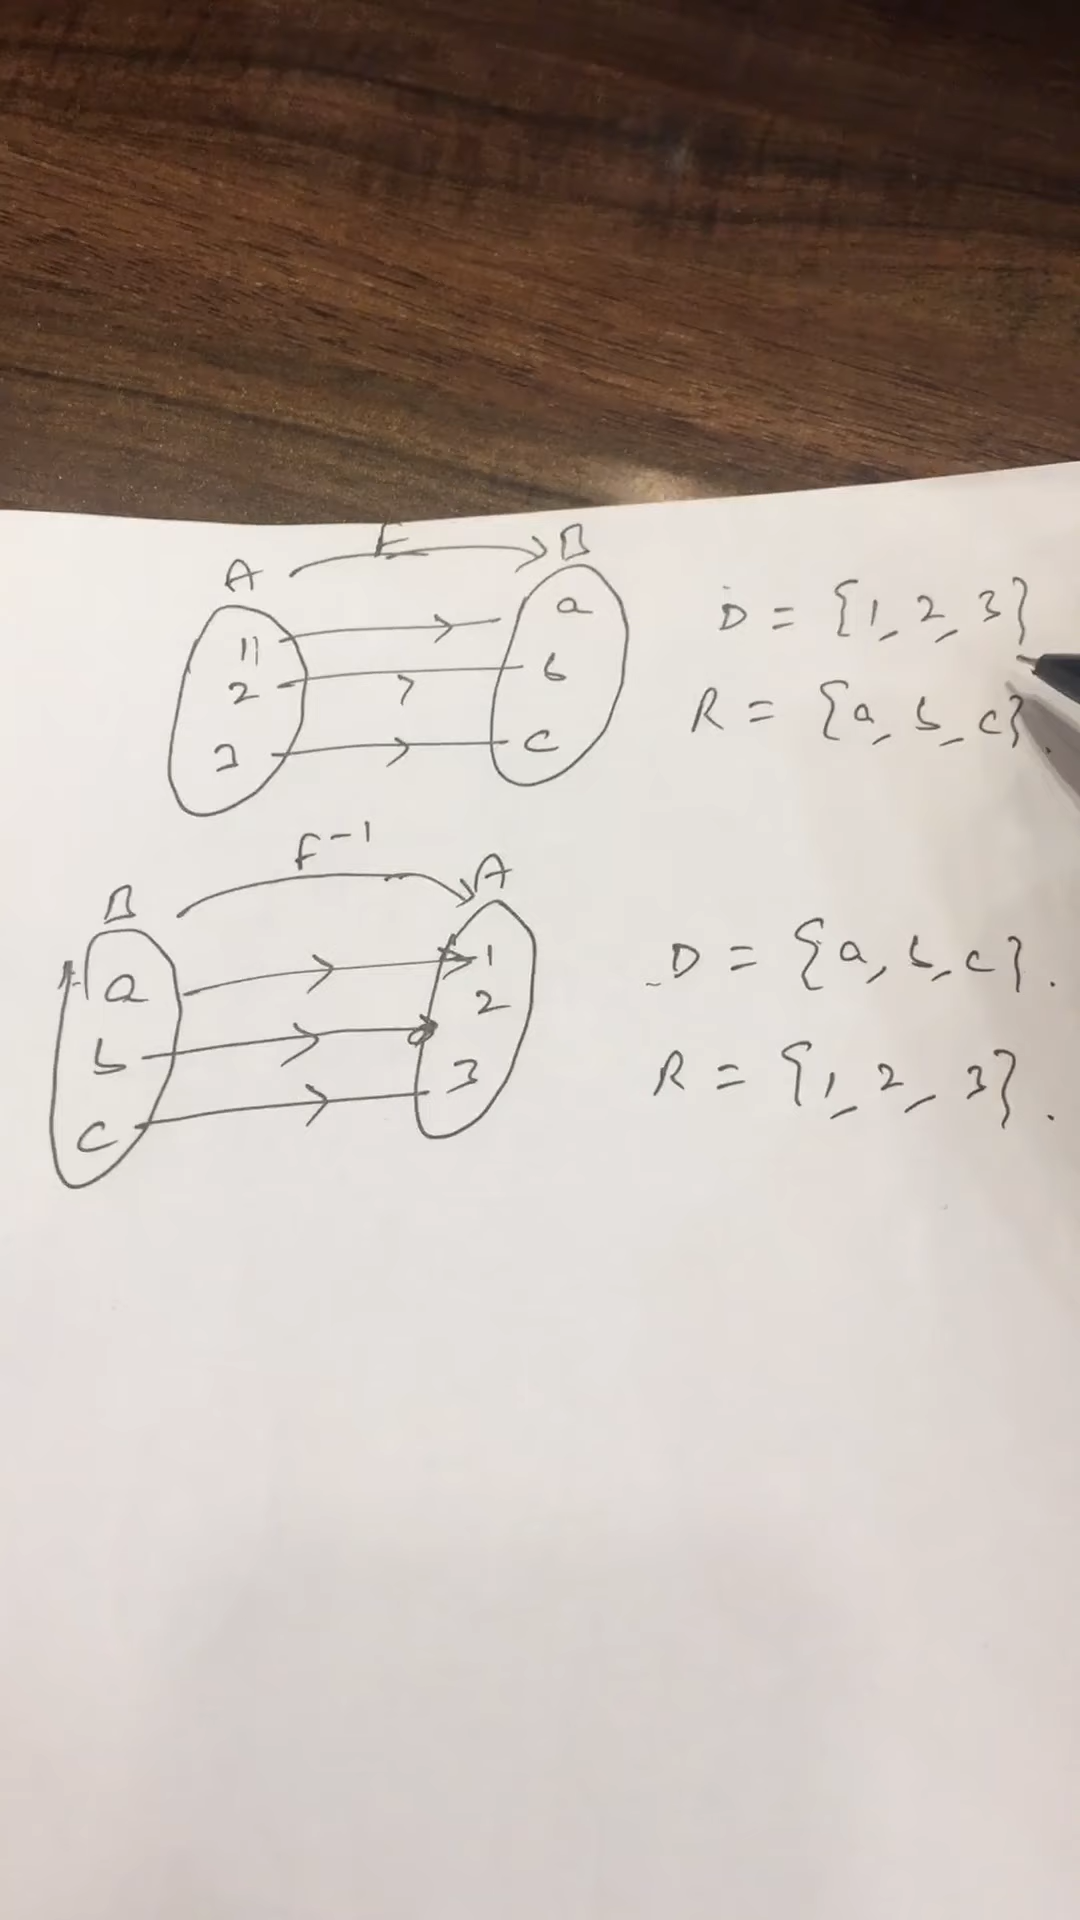 F
A B
1 a
2 b
3 c
D = {1, 2, 3}
R = {a, b, c}.
F-1
B A
a 1
b 2
c 3
D = {a, b, c}.
R = {1, 2, 3}.